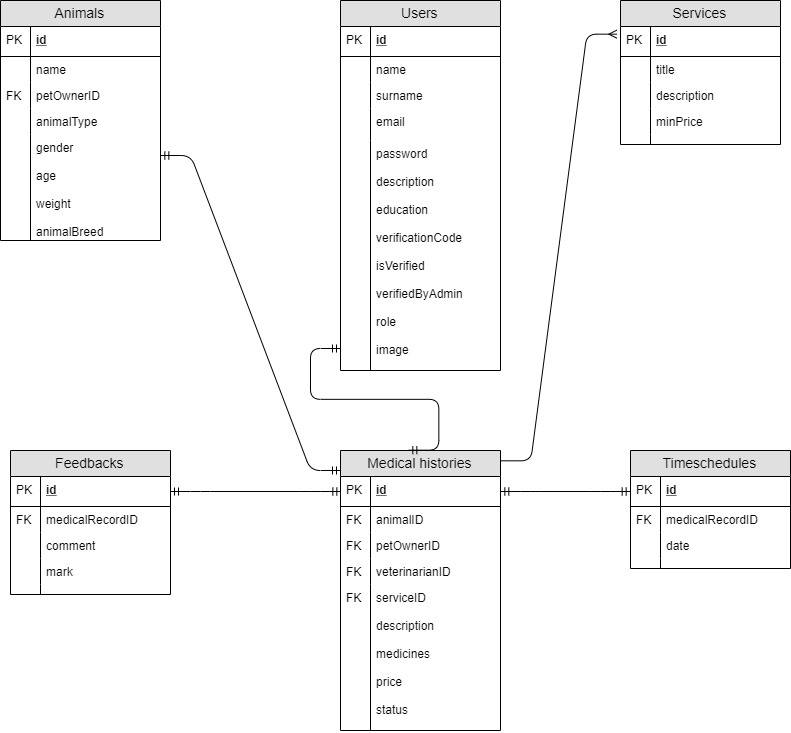 Animals
PK id
name
FK petOwnerID
animalType
gender
age
weight
animalBreed
Users
PK id
name
surname
email
password
description
education
verificationCode
isVerified
verifiedByAdmin
role
image
Services
PK id
title
description
minPrice
Feedbacks
PK id
FK medicalRecordID
comment
mark
Medical histories
PK id
FK animalID
FK petOwnerID
FK veterinarianID
FK serviceID
description
medicines
price
status
Timeschedules
PK id
FK medicalRecordID
date